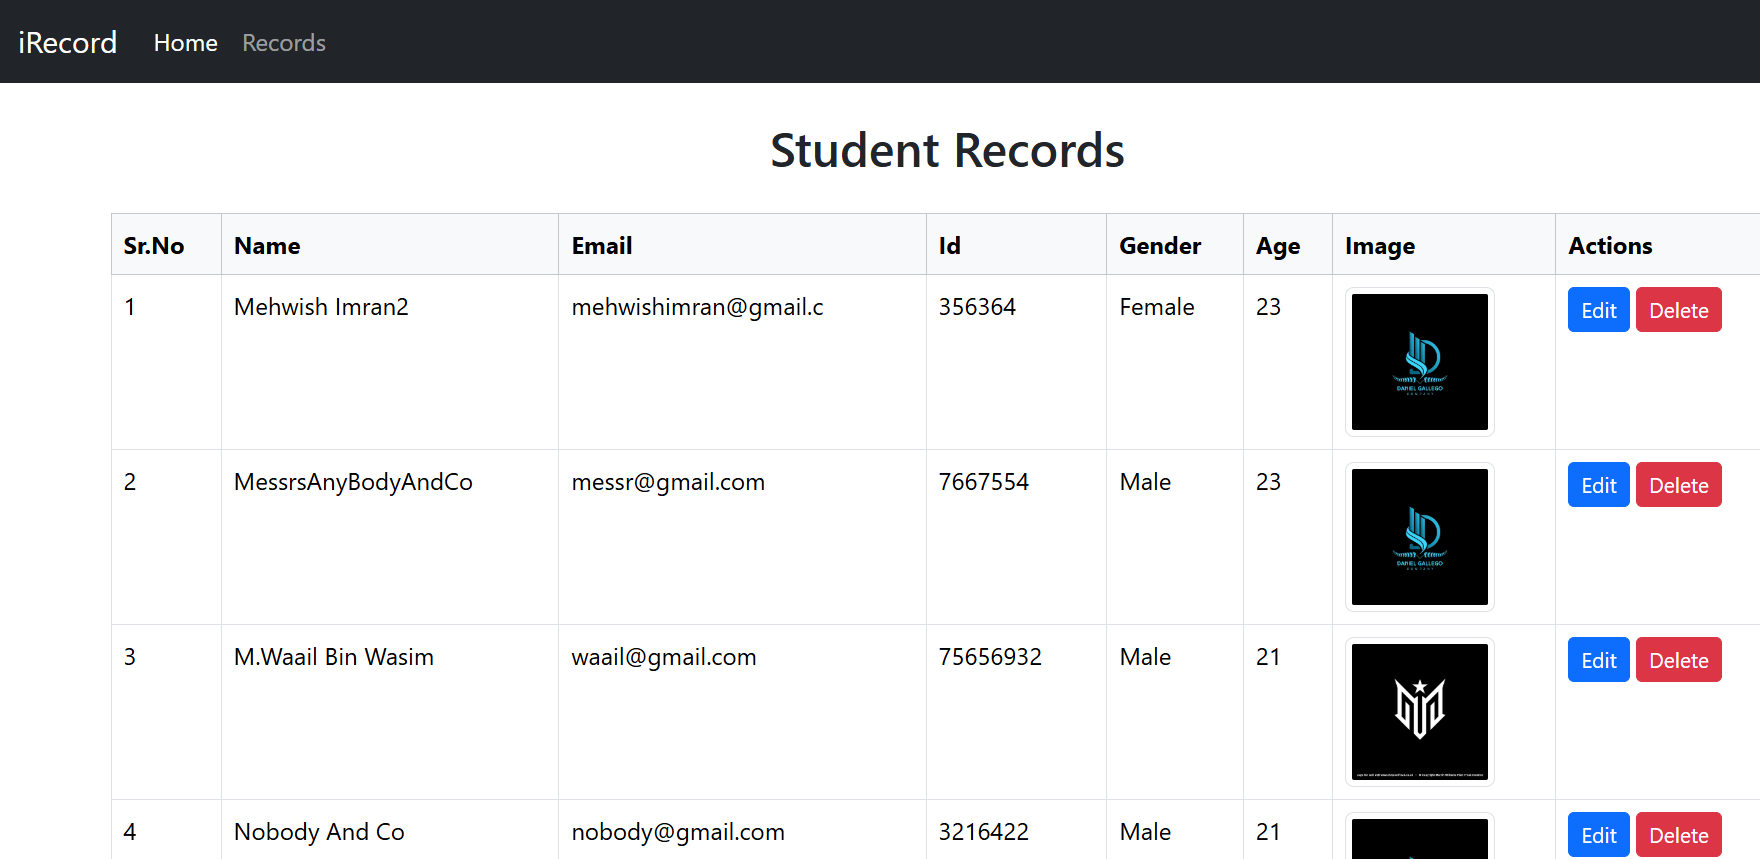 iRecord Home Records
Student Records
Sr.No Name Email Id Gender Age Image Actions
1 Mehwish Imran2 mehwishimran@gmail.c 356364 Female 23 Edit Delete
DANIEL GALLEGO
COMPANY
2 MessrsAnyBodyAndCo messr@gmail.com 7667554 Male 23 Edit Delete
DANIEL GALLEGO
COMPANY
3 M.Waail Bin Wasim waail@gmail.com 75656932 Male 21 Edit Delete
4 Nobody And Co nobody@gmail.com 3216422 Male 21 Edit Delete